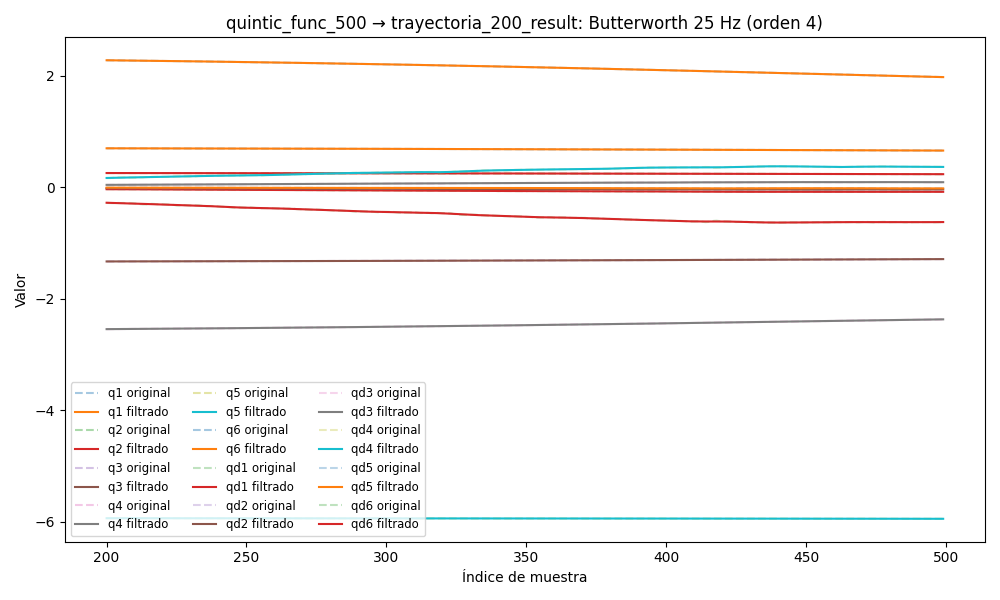 quintic_func_500 → trayectoria_200_result: Butterworth 25 Hz (orden 4)
Valor
2
0
−2
−4
−6
q1 original
q1 filtrado
q2 original
q2 filtrado
q3 original
q3 filtrado
q4 original
q4 filtrado
q5 original
q5 filtrado
q6 original
q6 filtrado
qd1 original
qd1 filtrado
qd2 original
qd2 filtrado
qd3 original
qd3 filtrado
qd4 original
qd4 filtrado
qd5 original
qd5 filtrado
qd6 original
qd6 filtrado
200 250 300 350 400 450 500
Índice de muestra